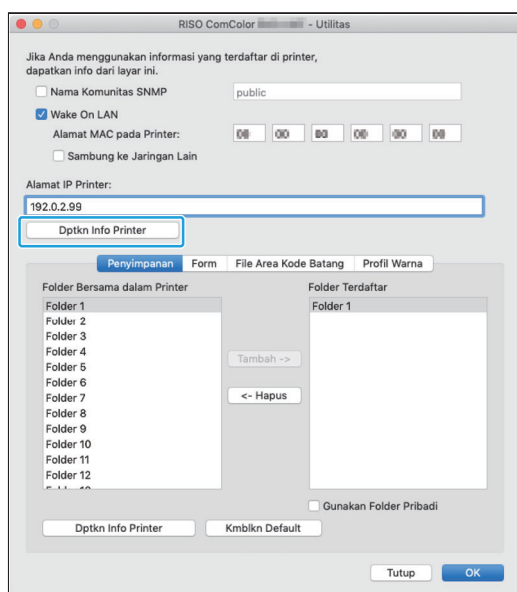 RISO ComColor - Utilitas
Jika Anda menggunakan informasi yang terdaftar di printer,
dapatkan info dari layar ini.
Nama Komunitas SNMP public
Wake On LAN
Alamat MAC pada Printer:
Sambung ke Jaringan Lain
Alamat IP Printer:
192.0.2.99
Dptkn Info Printer
Penyimpanan Form File Area Kode Batang Profil Warna
Folder Bersama dalam Printer Folder Terdaftar
Folder 1 Folder 1
Folder 2
Folder 3
Folder 4
Tambah ->
Folder 5
Folder 6
Folder 7 <- Hapus
Folder 8
Folder 9
Folder 10
Folder 11
Folder 12
Gunakan Folder Pribadi
Dptkn Info Printer Kmblkn Default
Tutup OK